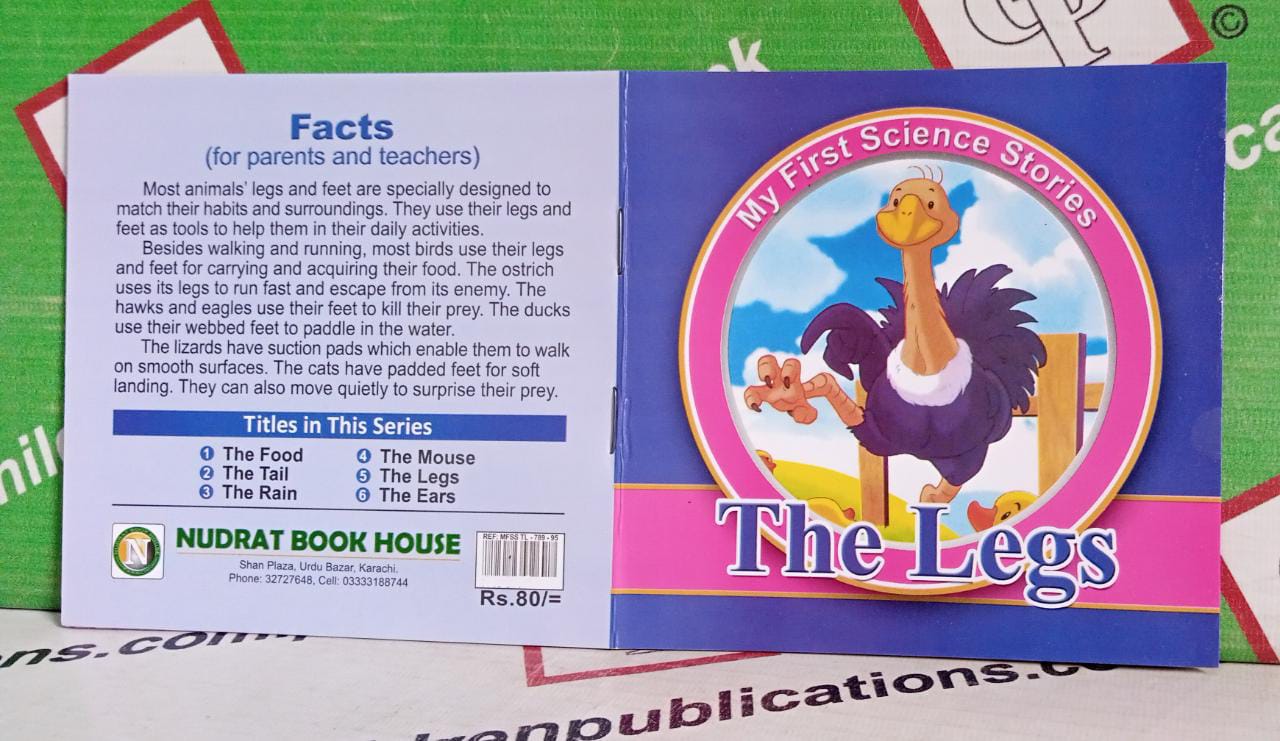 Facts
(for parents and teachers)
Most animals' legs and feet are specially designed to
match their habits and surroundings. They use their legs and
feet as tools to help them in their daily activities.
Besides walking and running, most birds use their legs
and feet for carrying and acquiring their food. The ostrich
uses its legs to run fast and escape from its enemy. The
hawks and eagles use their feet to kill their prey. The ducks
use their webbed feet to paddle in the water.
The lizards have suction pads which enable them to walk
on smooth surfaces. The cats have padded feet for soft
landing. They can also move quietly to surprise their prey.
Titles in This Series
1 The Food
2 The Tail
3 The Rain
4 The Mouse
5 The Legs
6 The Ears
N
NUDRAT BOOK HOUSE
Shan Plaza, Urdu Bazar, Karachi.
Phone: 32727648, Cell: 03333188744
REF: MFSS TL - 789 - 95
Rs.80/=
My First Science Stories
The Legs
©
ns.com
publications.co